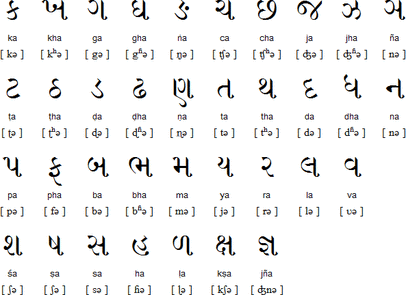 ક ખ ગ ઘ ઙ ચ છ જ ઝ ઞ
ka kha ga gha ṅa ca cha ja jha ña
[ kə ] [ kʰə ] [ gə ] [ gʱə ] [ ŋə ] [ ʧə ] [ ʧʰə ] [ ʤə ] [ ʤʱə ] [ nə ]
ટ ઠ ડ ઢ ણ ત થ દ ધ ન
ṭa ṭha ḍa ḍha ṇa ta tha da dha na
[ ʈə ] [ ʈʰə ] [ ɖə ] [ ɖʱə ] [ ɳə ] [ tə ] [ tʰə ] [ də ] [ dʱə ] [ nə ]
પ ફ બ ભ મ ય ર લ વ
pa pha ba bha ma ya ra la va
[ pə ] [ fə ] [ bə ] [ bʱə ] [ mə ] [ jə ] [ rə ] [ lə ] [ ʋə ]
શ ષ સ હ ળ ક્ષ જ્ઞ
śa ṣa sa ha ḷa kṣa jña
[ ʃə ] [ ʃə ] [ sə ] [ ɦə ] [ ɭə ] [ kʃə ] [ ʤnə ]